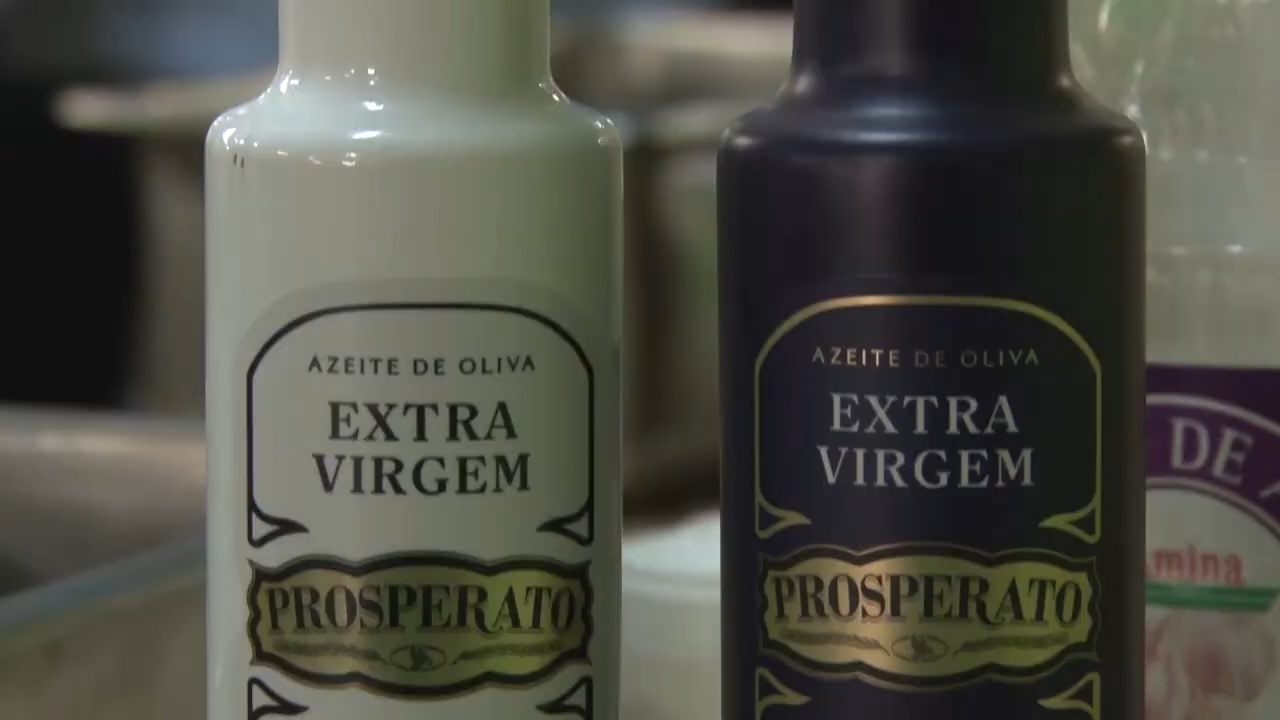 AZEITE DE OLIVA
EXTRA
VIRGEM
PROSPERATO
AZEITE DE OLIVA
EXTRA
VIRGEM
PROSPERATO
DE
mina